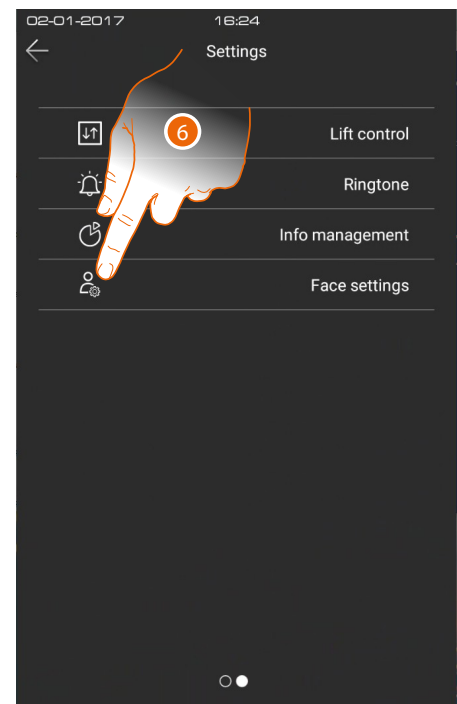 02-01-2017 16:24
Settings
6
Lift control
Ringtone
Info management
Face settings